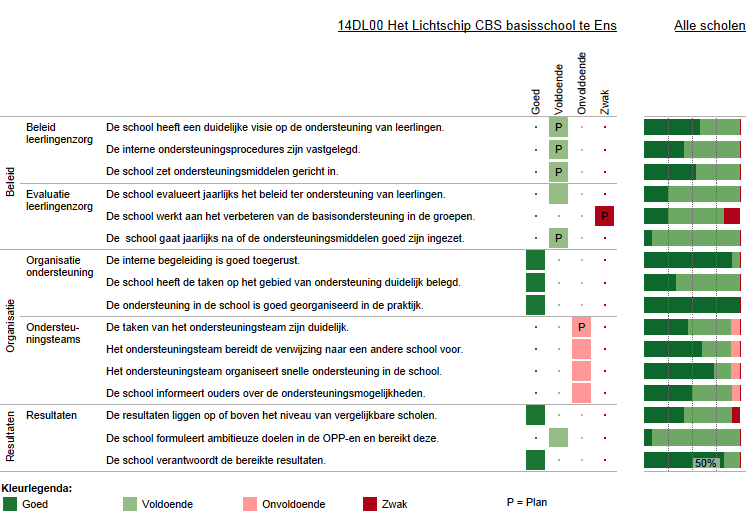 14DL00 Het Lichtschip CBS basisschool te Ens
Alle scholen
Goed
Voldoende
Onvoldoende
Zwak
Beleid
Beleid
leerlingenzorg
De school heeft een duidelijke visie op de ondersteuning van leerlingen.
P
De interne ondersteuningsprocedures zijn vastgelegd.
P
De school zet ondersteuningsmiddelen gericht in.
P
Evaluatie
leerlingenzorg
De school evalueert jaarlijks het beleid ter ondersteuning van leerlingen.
De school werkt aan het verbeteren van de basisondersteuning in de groepen.
P
De school gaat jaarlijks na of de ondersteuningsmiddelen goed zijn ingezet.
P
Organisatie
Organisatie
ondersteuning
De interne begeleiding is goed toegerust.
De school heeft de taken op het gebied van ondersteuning duidelijk belegd.
De ondersteuning in de school is goed georganiseerd in de praktijk.
Ondersteu-
ningsteams
De taken van het ondersteuningsteam zijn duidelijk.
P
Het ondersteuningsteam bereidt de verwijzing naar een andere school voor.
Het ondersteuningsteam organiseert snelle ondersteuning in de school.
De school informeert ouders over de ondersteuningsmogelijkheden.
Resultaten
Resultaten
De resultaten liggen op of boven het niveau van vergelijkbare scholen.
De school formuleert ambitieuze doelen in de OPP-en en bereikt deze.
De school verantwoordt de bereikte resultaten.
50%
Kleurlegenda:
Goed
Voldoende
Onvoldoende
Zwak
P = Plan